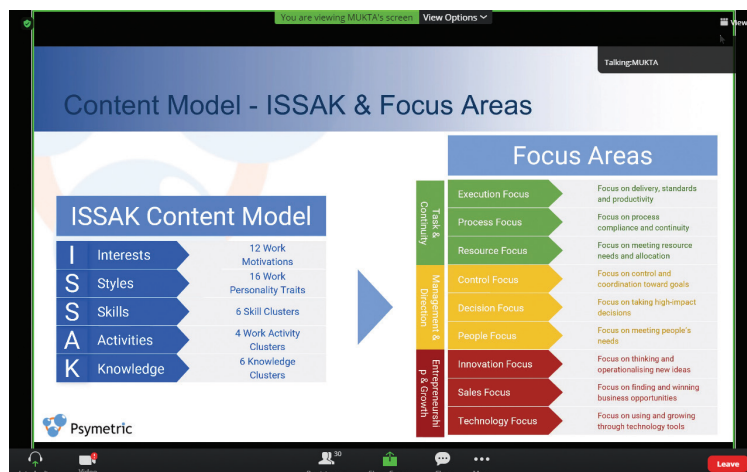 You are viewing MUKTA's screen View Options
View
Talking:MUKTA
Content Model - ISSAK & Focus Areas
ISSAK Content Model
I Interests 12 Work
Motivations
S Styles 16 Work
Personality Traits
S Skills 6 Skill Clusters
A Activities 4 Work Activity
Clusters
K Knowledge 6 Knowledge
Clusters
Focus Areas
Task &
Continuity
Execution Focus Focus on delivery, standards
and productivity
Process Focus Focus on process
compliance and continuity
Resource Focus Focus on meeting resource
needs and allocation
Management &
Direction
Control Focus Focus on control and
coordination toward goals
Decision Focus Focus on taking high-impact
decisions
People Focus Focus on meeting people's
needs
Entrepreneurshi
p & Growth
Innovation Focus Focus on thinking and
operationalising new ideas
Sales Focus Focus on finding and winning
business opportunities
Technology Focus Focus on using and growing
through technology tools
Psymetric
30
Leave